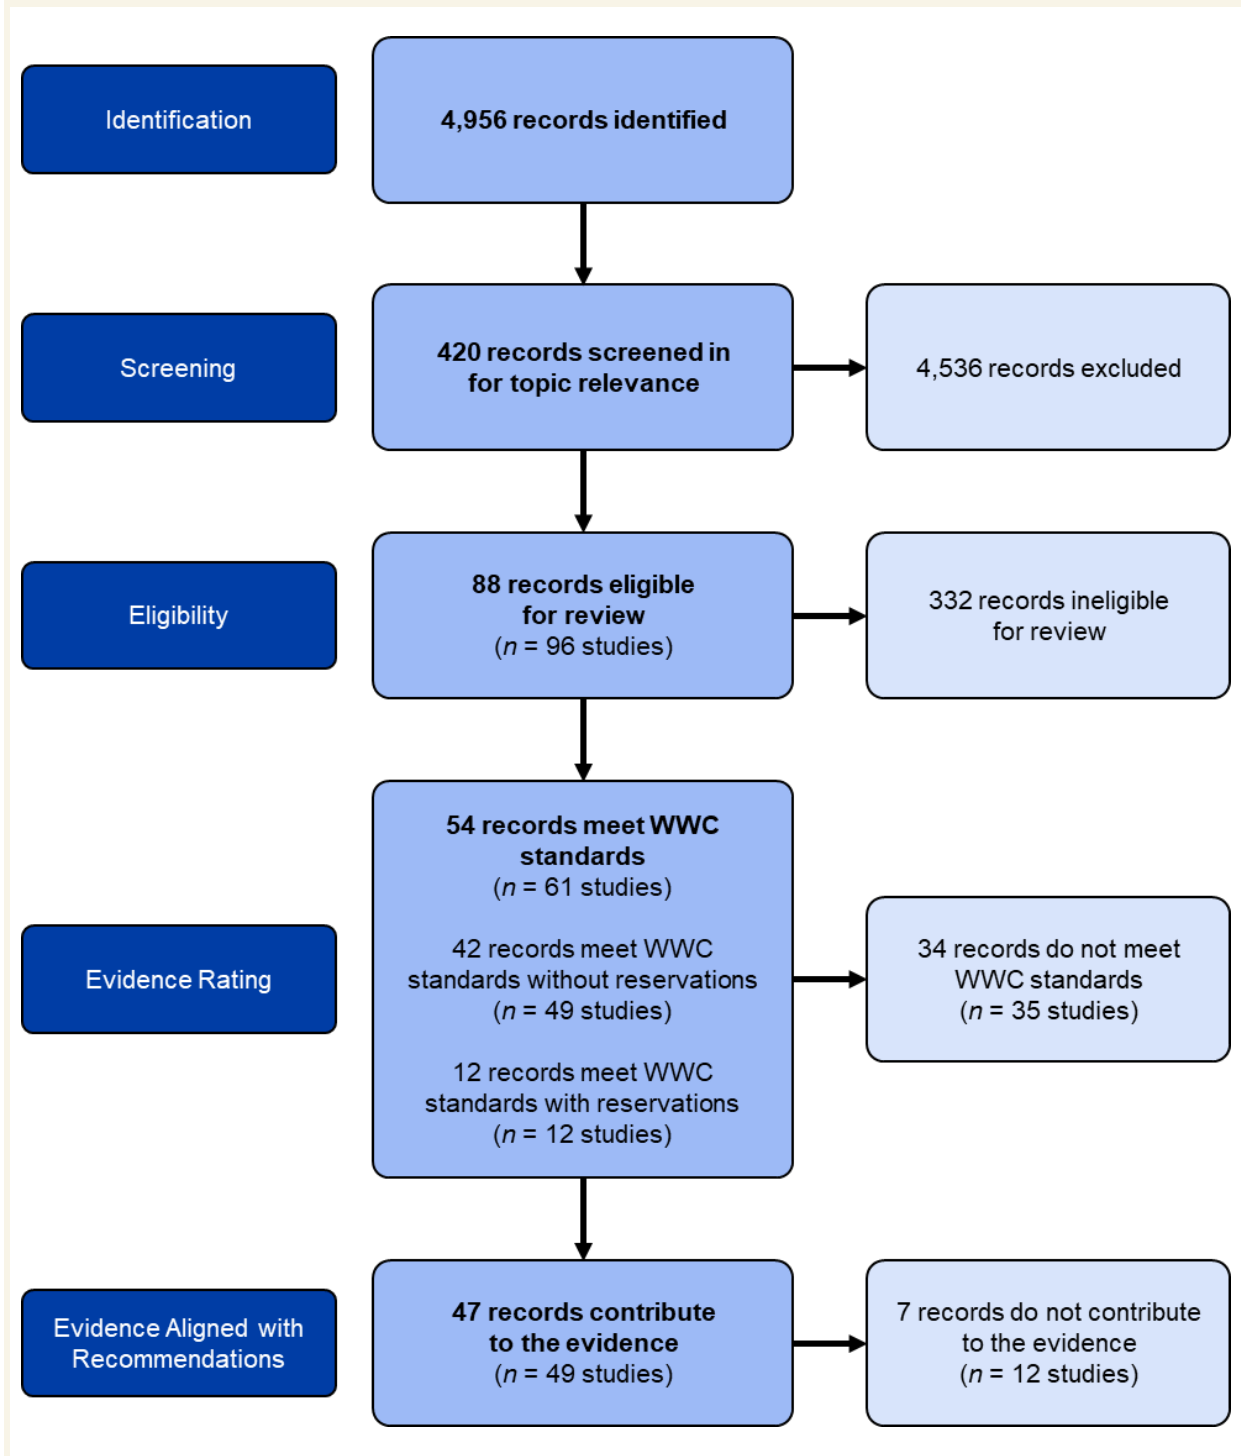 Identification
4,956 records identified
Screening
420 records screened in
for topic relevance
4,536 records excluded
Eligibility
88 records eligible
for review
(n = 96 studies)
332 records ineligible
for review
Evidence Rating
54 records meet WWC
standards
(n = 61 studies)
42 records meet WWC
standards without reservations
(n = 49 studies)
12 records meet WWC
standards with reservations
(n = 12 studies)
34 records do not meet
WWC standards
(n = 35 studies)
Evidence Aligned with
Recommendations
47 records contribute
to the evidence
(n = 49 studies)
7 records do not contribute
to the evidence
(n = 12 studies)